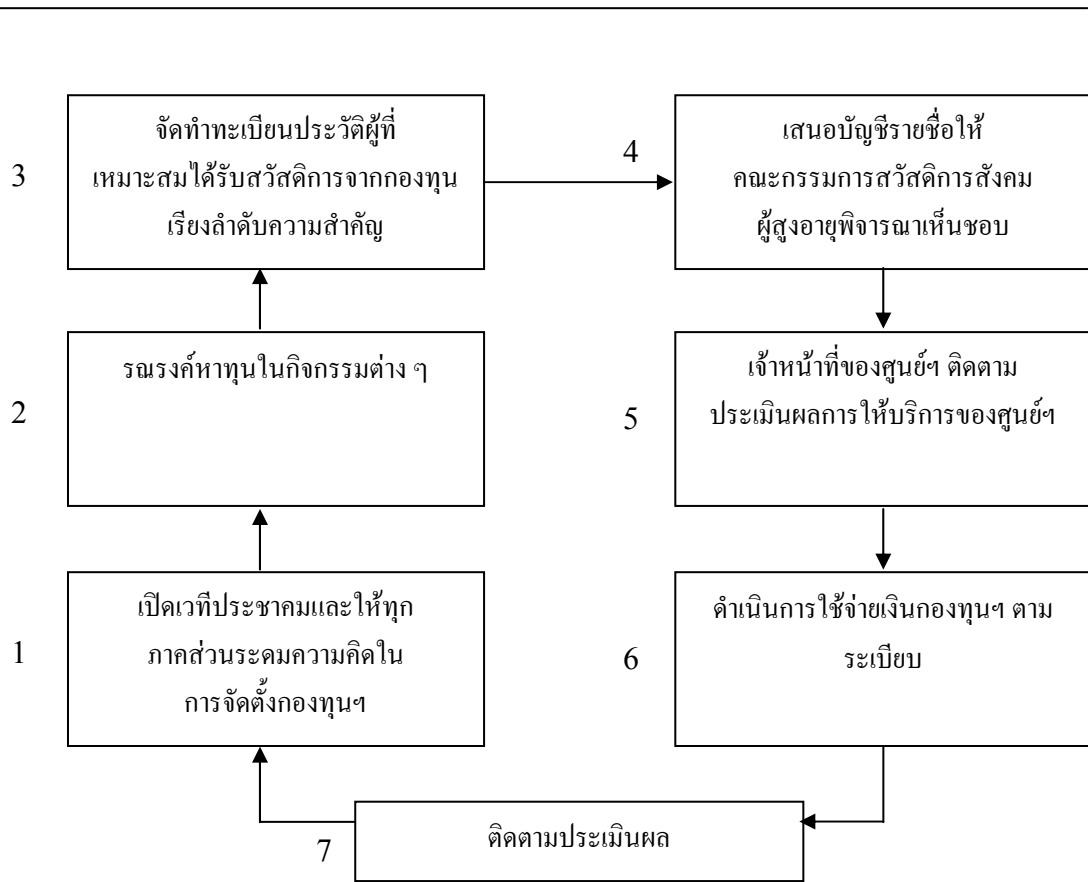 3
จัดทำทะเบียนประวัติผู้ที่
เหมาะสมได้รับสวัสดิการจากกองทุน
เรียงลำดับความสำคัญ
4
เสนอบัญชีรายชื่อให้
คณะกรรมการสวัสดิการสังคม
ผู้สูงอายุพิจารณาเห็นชอบ
2
รณรงค์หาทุนในกิจกรรมต่าง ๆ
5
เจ้าหน้าที่ของศูนย์ฯ ติดตาม
ประเมินผลการให้บริการของศูนย์ฯ
1
เปิดเวทีประชาคมและให้ทุก
ภาคส่วนระดมความคิดใน
การจัดตั้งกองทุนฯ
6
ดำเนินการใช้จ่ายเงินกองทุนฯ ตาม
ระเบียบ
7
ติดตามประเมินผล